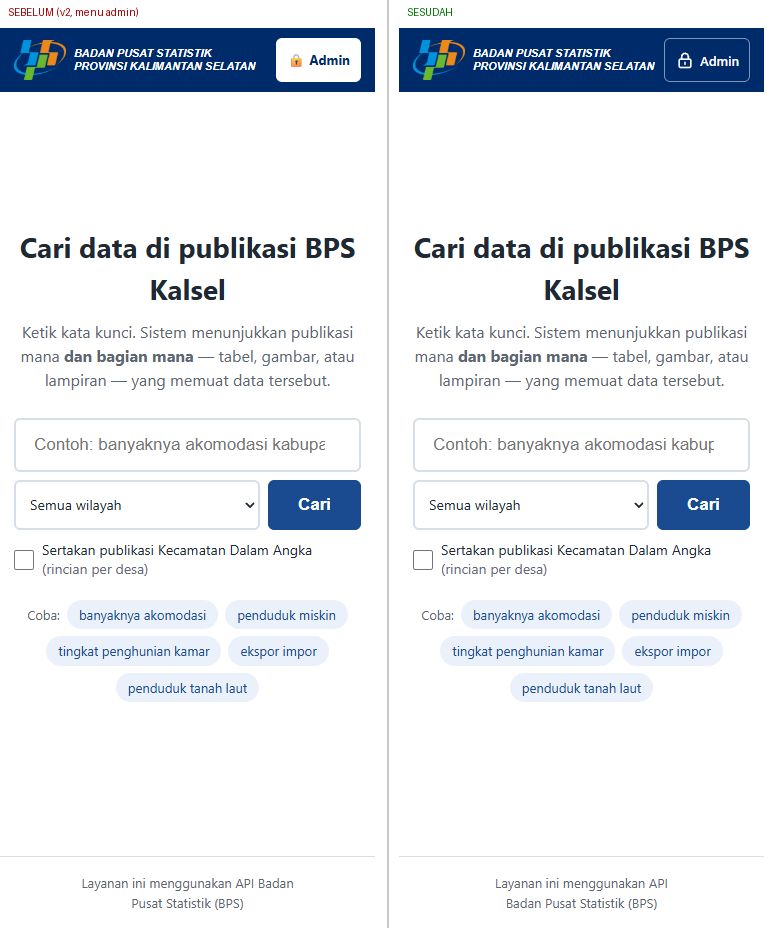 SEBELUM (v2, menu admin)
BADAN PUSAT STATISTIK
PROVINSI KALIMANTAN SELATAN
Admin
Cari data di publikasi BPS
Kalsel
Ketik kata kunci. Sistem menunjukkan publikasi
mana dan bagian mana — tabel, gambar, atau
lampiran — yang memuat data tersebut.
Contoh: banyaknya akomodasi kabupa
Semua wilayah
Cari
Sertakan publikasi Kecamatan Dalam Angka
(rincian per desa)
Coba: banyaknya akomodasi penduduk miskin
tingkat penghunian kamar ekspor impor
penduduk tanah laut
Layanan ini menggunakan API Badan
Pusat Statistik (BPS)
SESUDAH
BADAN PUSAT STATISTIK
PROVINSI KALIMANTAN SELATAN
Admin
Cari data di publikasi BPS
Kalsel
Ketik kata kunci. Sistem menunjukkan publikasi
mana dan bagian mana — tabel, gambar, atau
lampiran — yang memuat data tersebut.
Contoh: banyaknya akomodasi kabup
Semua wilayah
Cari
Sertakan publikasi Kecamatan Dalam Angka
(rincian per desa)
Coba: banyaknya akomodasi penduduk miskin
tingkat penghunian kamar ekspor impor
penduduk tanah laut
Layanan ini menggunakan API
Badan Pusat Statistik (BPS)